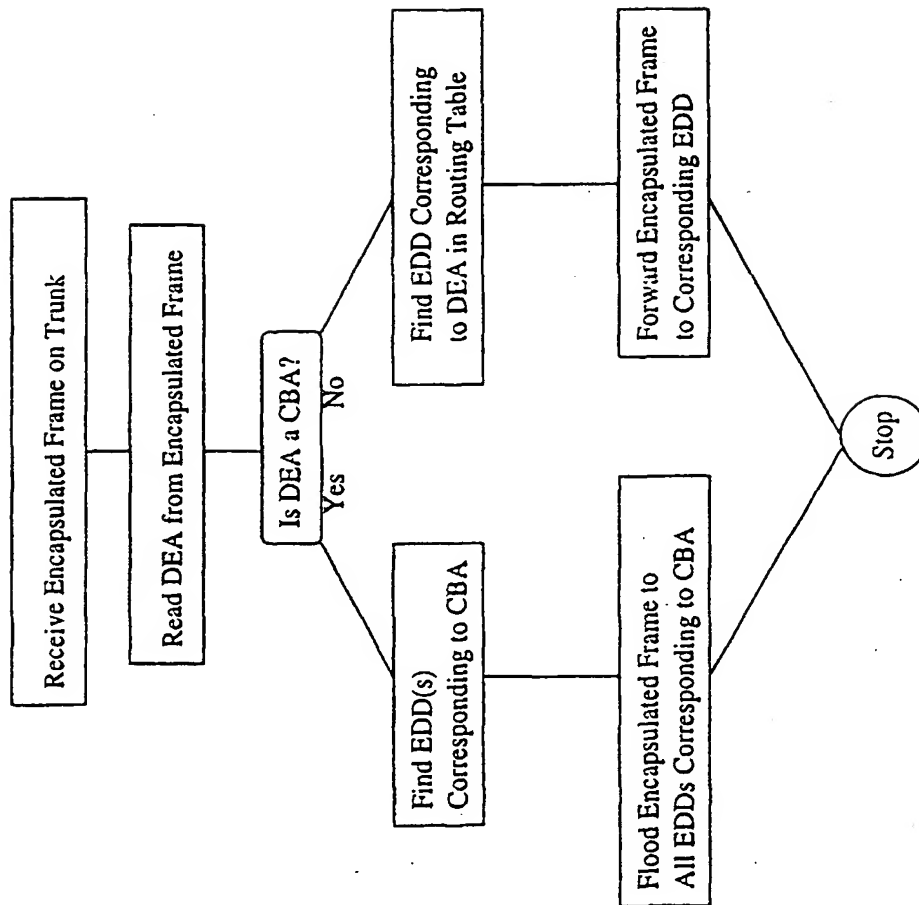 Receive Encapsulated Frame on Trunk
Read DEA from Encapsulated Frame
Is DEA a CBA?
Yes
No
Find EDD(s)
Corresponding to CBA
Find EDD Corresponding
to DEA in Routing Table
Flood Encapsulated Frame to
All EDDs Corresponding to CBA
Forward Encapsulated Frame
to Corresponding EDD
Stop